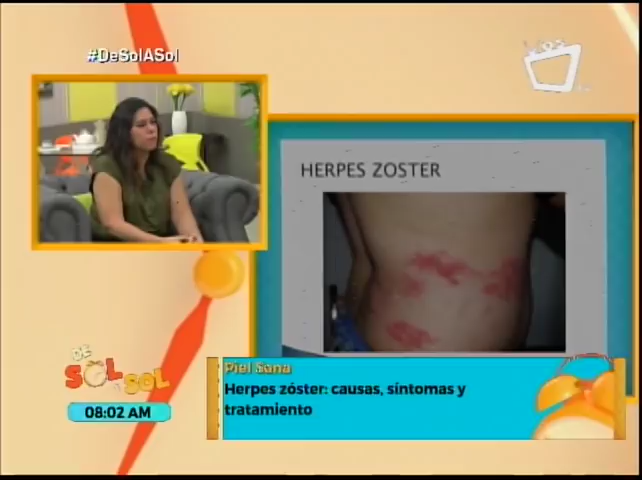 #DeSolASol
HERPES ZOSTER
DE
SOL
A SOL
08:02 AM
Piel Sana
Herpes zóster: causas, síntomas y
tratamiento